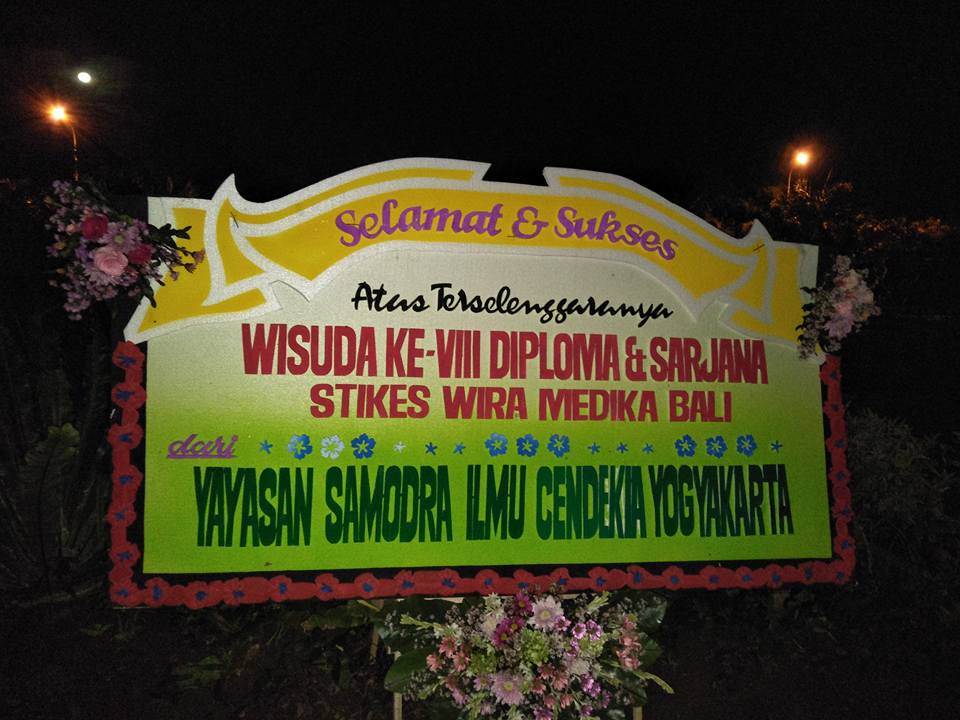 Selamat & Sukses
Atas Terselenggaranya
WISUDA KE-VIII DIPLOMA & SARJANA
STIKES WIRA MEDIKA BALI
dari
YAYASAN SAMODRA ILMU CENDEKIA YOGYAKARTA